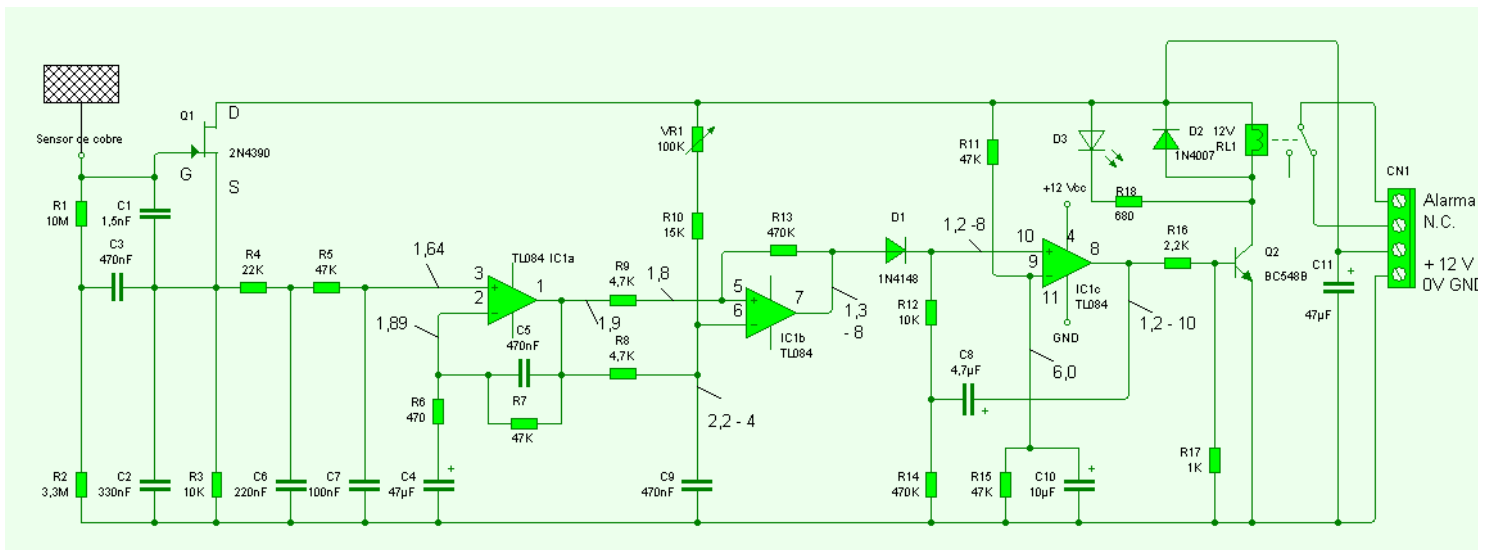 Sensor de cobre
Q1
D
2N4390
G
S
R1
10M
C1
1,5nF
C3
470nF
R2
3,3M
C2
330nF
R3
10K
R4
22K
R5
47K
C6
220nF
C7
100nF
1,64
TL084 IC1a
3
2
1
1,89
1,9
C5
470nF
R7
47K
R6
470
C4
47µF
+
R9
4,7K
R8
4,7K
1,8
VR1
100K
R10
15K
R13
470K
5
6
7
IC1b
TL084
1,3
- 8
2,2 - 4
C9
470nF
D1
1N4148
R12
10K
1,2 -8
R11
47K
+12 Vcc
10
9
4
8
11
IC1c
TL084
GND
C8
4,7µF
+
6,0
1,2 - 10
R14
470K
R15
47K
C10
10µF
+
D3
R18
680
D2
1N4007
12V
RL1
R16
2,2K
Q2
BC548B
R17
1K
C11
+
47µF
CN1
Alarma
N.C.
+ 12 V
0V GND